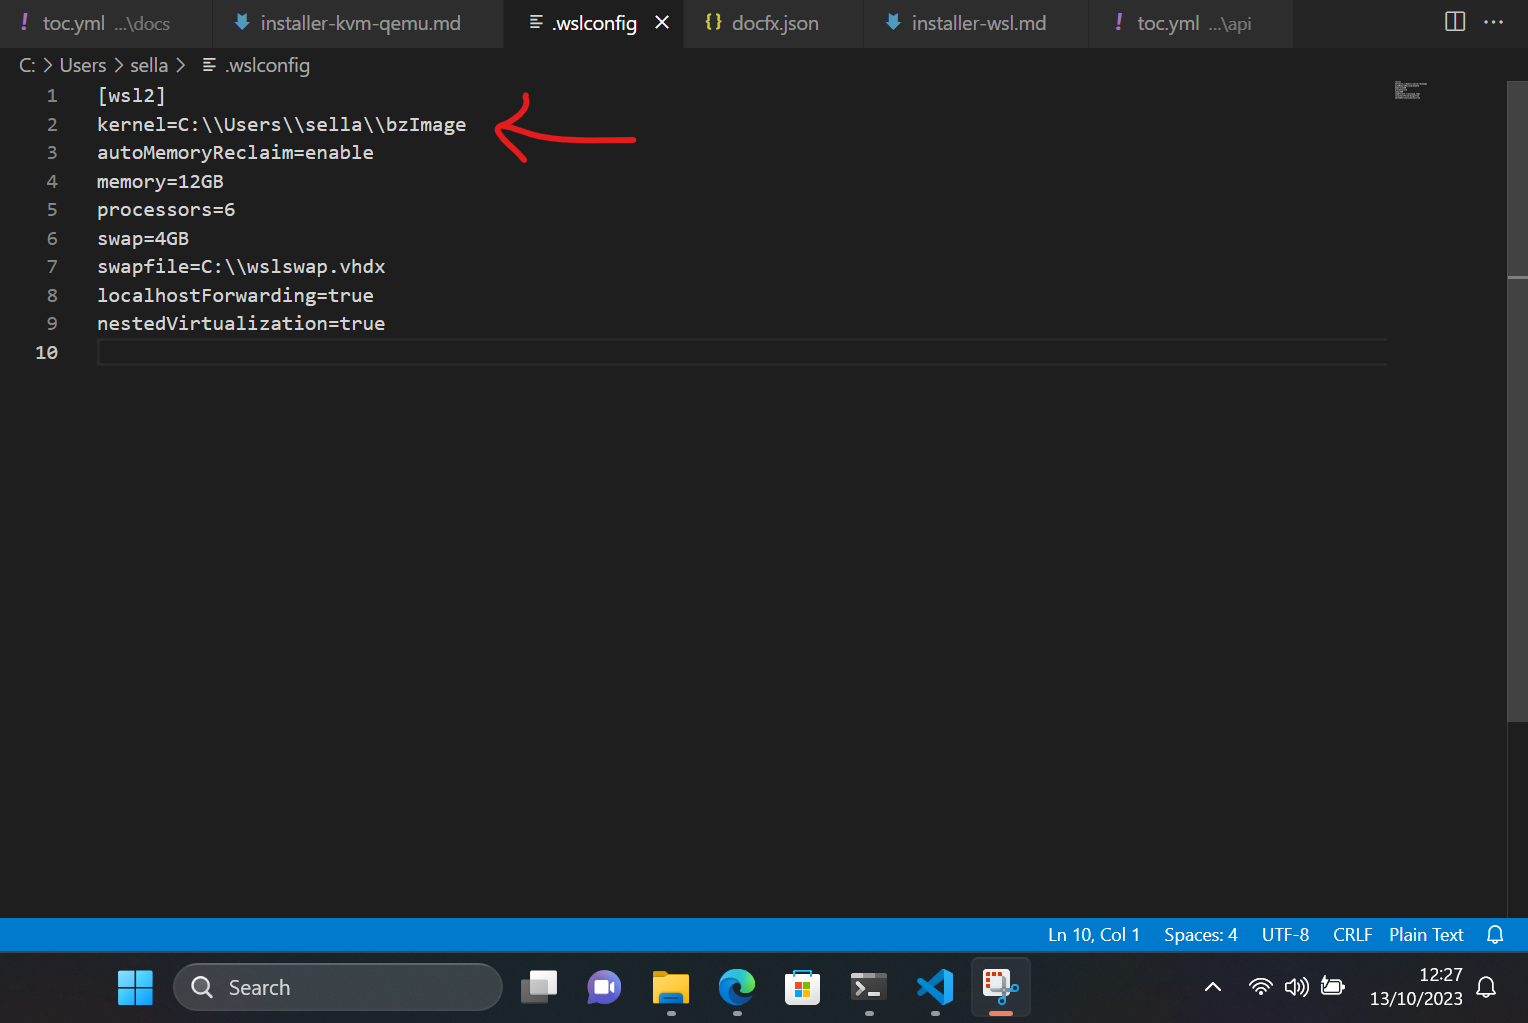 toc.yml ...\docs
installer-kvm-qemu.md
.wslconfig
docfx.json
installer-wsl.md
toc.yml ...\api
C: > Users > sella > .wslconfig
1 [wsl2]
2 kernel=C:\\Users\\sella\\bzImage
3 autoMemoryReclaim=enable
4 memory=12GB
5 processors=6
6 swap=4GB
7 swapfile=C:\\wslswap.vhdx
8 localhostForwarding=true
9 nestedVirtualization=true
10
Ln 10, Col 1 Spaces: 4 UTF-8 CRLF Plain Text
Search
12:27
13/10/2023